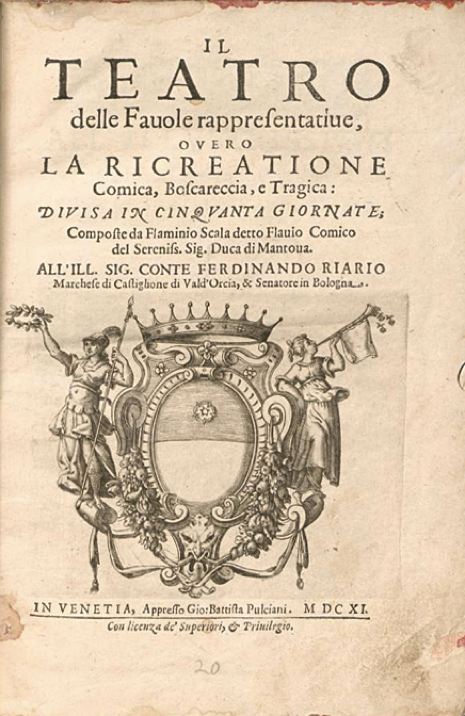 IL
TEATRO
delle Fauole rappresentatiue,
OVERO
LA RICREATIONE
Comica, Boscareccia, e Tragica:
DIVISA IN CINQVANTA GIORNATE;
Composte da Flaminio Scala detto Flauio Comico
del Sereniss. Sig. Duca di Mantoua.
ALL'ILL. SIG. CONTE FERDINANDO RIARIO
Marchese di Castiglione di Vald'Orcia, & Senatore in Bologna.
IN VENETIA, Appresso Gio: Battista Pulciani. M DC XI.
Con licenza de' Superiori, & Priuilegio.
20